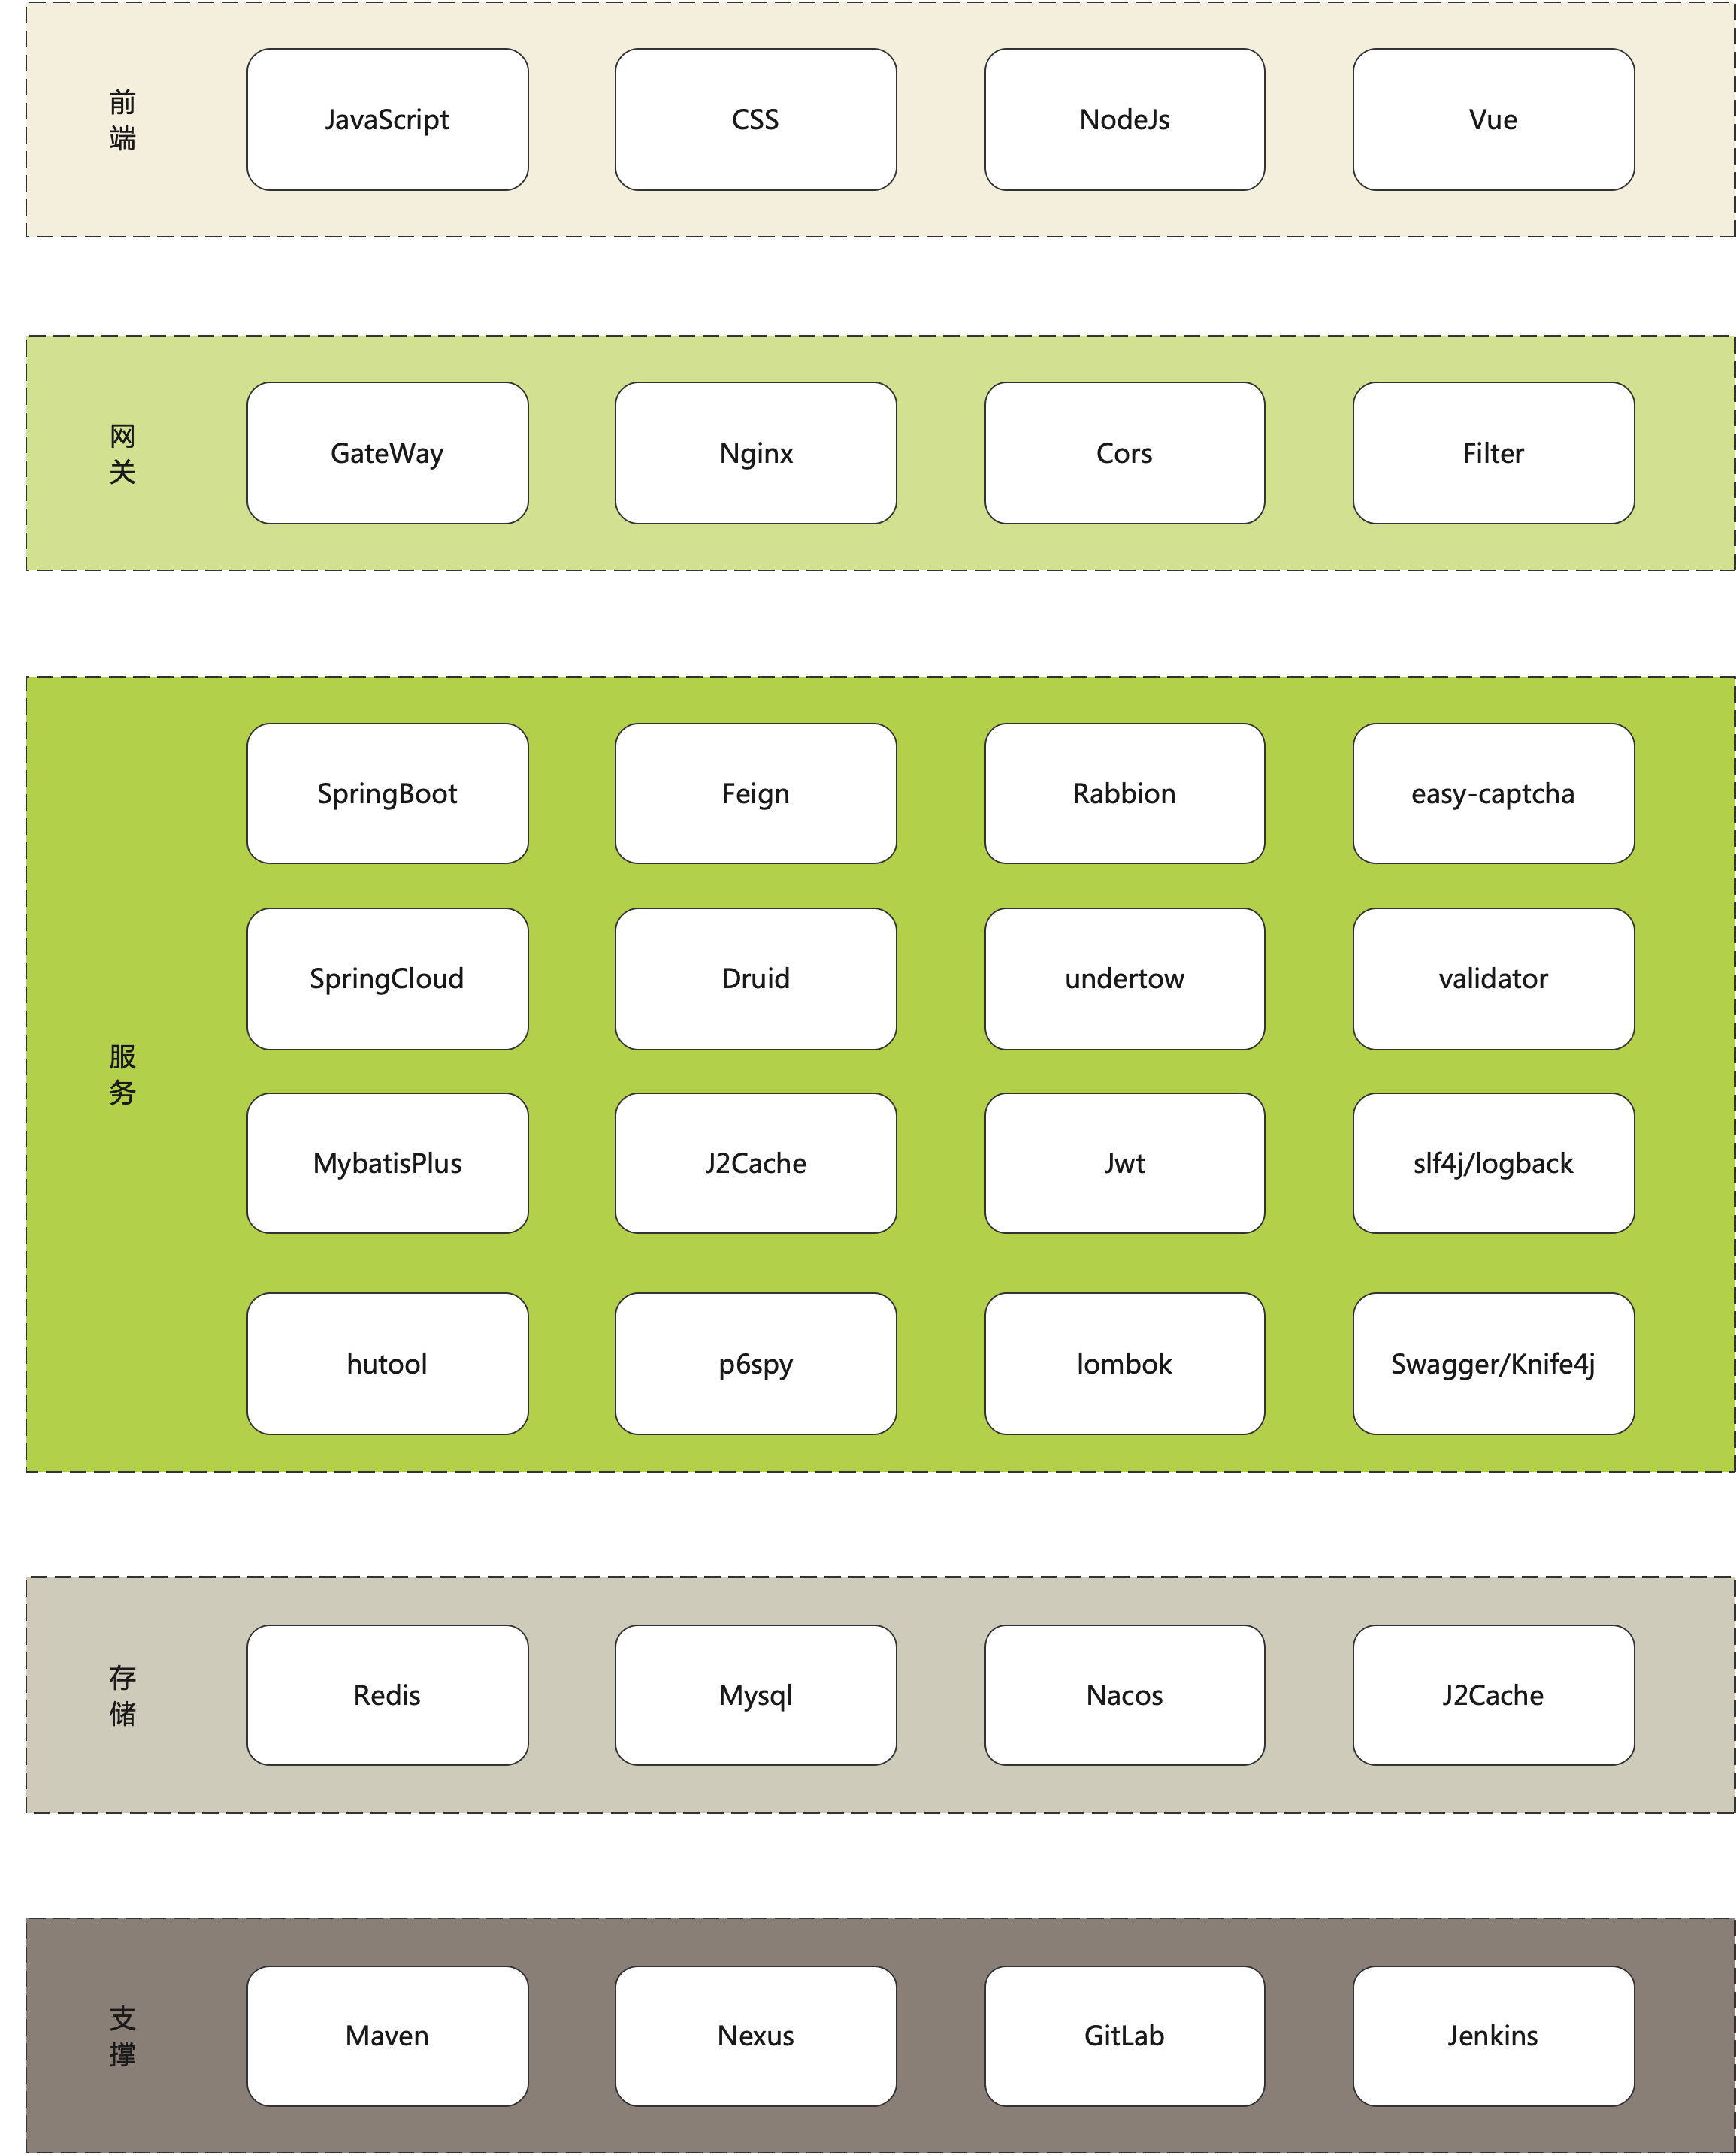 前
端
JavaScript
CSS
NodeJs
Vue
网
关
GateWay
Nginx
Cors
Filter
服
务
SpringBoot
Feign
Rabbion
easy-captcha
SpringCloud
Druid
undertow
validator
MybatisPlus
J2Cache
Jwt
slf4j/logback
hutool
p6spy
lombok
Swagger/Knife4j
存
储
Redis
Mysql
Nacos
J2Cache
支
撑
Maven
Nexus
GitLab
Jenkins